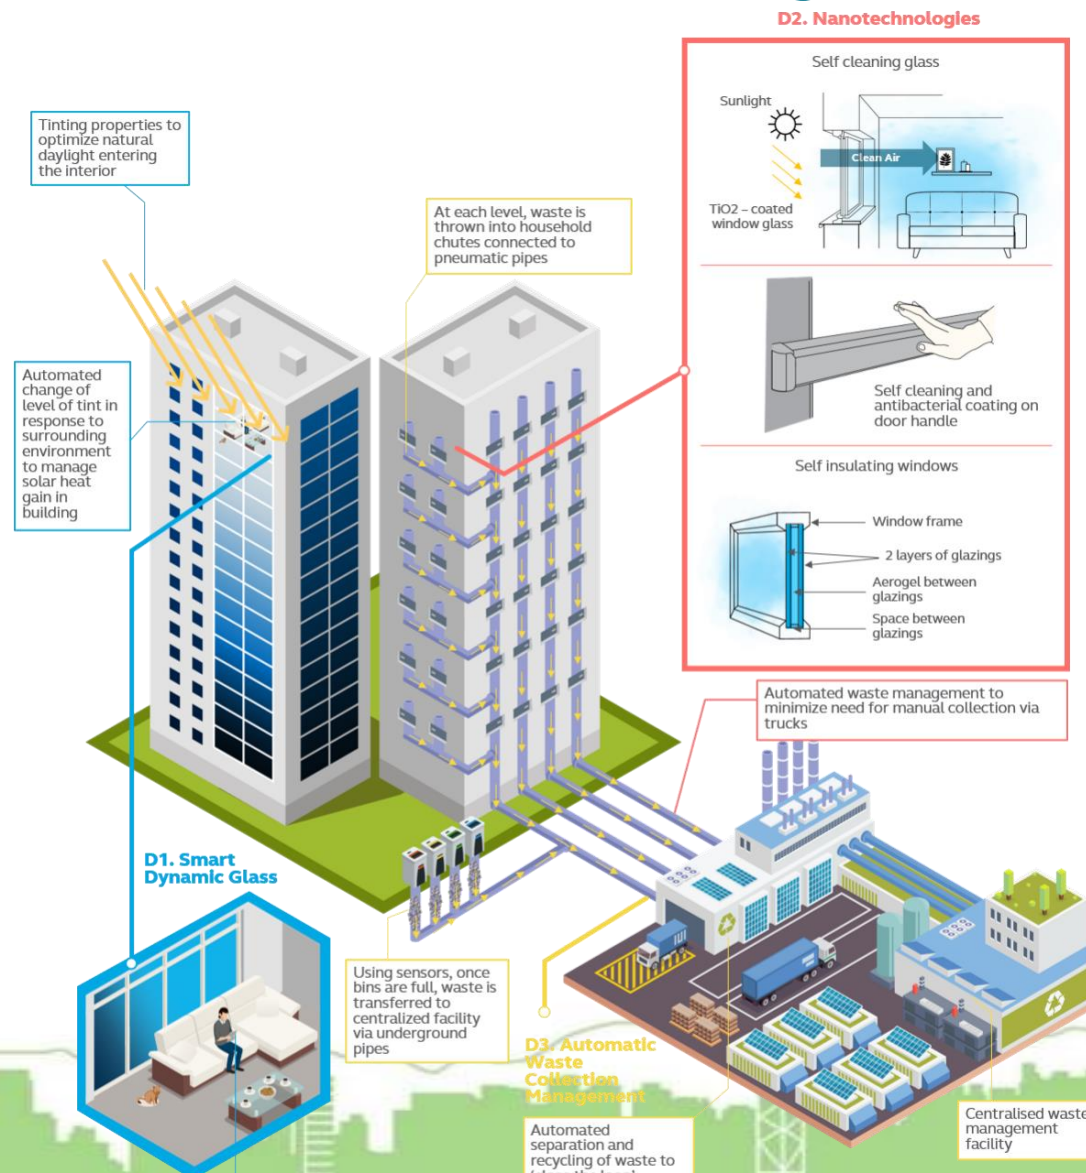 D2. Nanotechnologies
Self cleaning glass
Sunlight
Clean Air
TiO2 – coated
window glass
Self cleaning and
antibacterial coating on
door handle
Self insulating windows
Window frame
2 layers of glazings
Aerogel between
glazings
Space between
glazings
Tinting properties to
optimize natural
daylight entering
the interior
At each level, waste is
thrown into household
chutes connected to
pneumatic pipes
Automated
change of
level of tint in
response to
surrounding
environment
to manage
solar heat
gain in
building
Automated waste management to
minimize need for manual collection via
trucks
D1. Smart
Dynamic Glass
Using sensors, once
bins are full, waste is
transferred to
centralized facility
via underground
pipes
D3. Automatic
Waste
Collection
Management
Automated
separation and
recycling of waste to
Centralised waste
management
facility